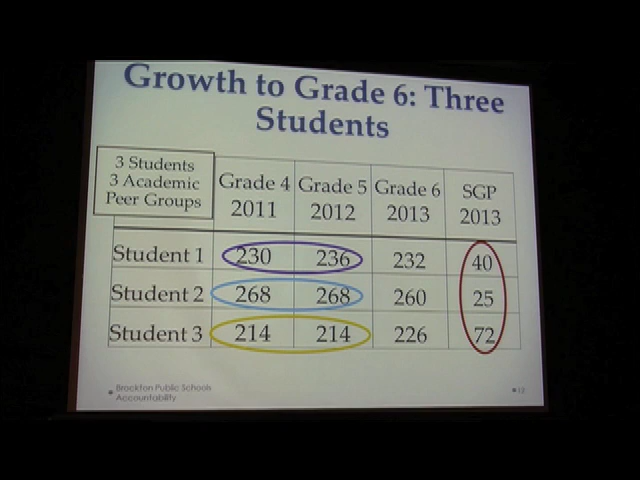 Growth to Grade 6: Three
Students
3 Students
3 Academic
Peer Groups
Grade 4 Grade 5 Grade 6 SGP
2011 2012 2013 2013
Student 1 230 236 232 40
Student 2 268 268 260 25
Student 3 214 214 226 72
Brockton Public Schools
Accountability
12